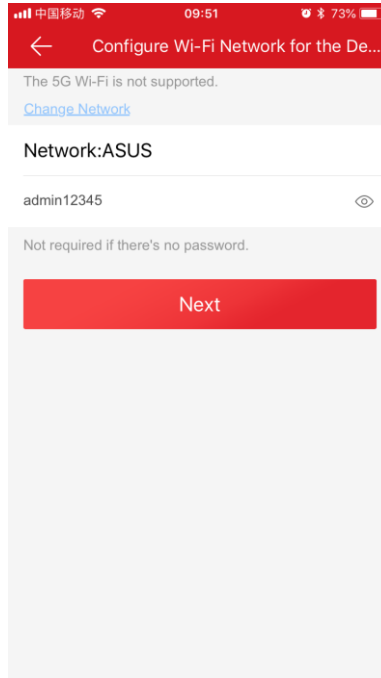 中国移动 09:51 73%
Configure Wi-Fi Network for the De...
The 5G Wi-Fi is not supported.
Change Network
Network:ASUS
admin12345
Not required if there's no password.
Next